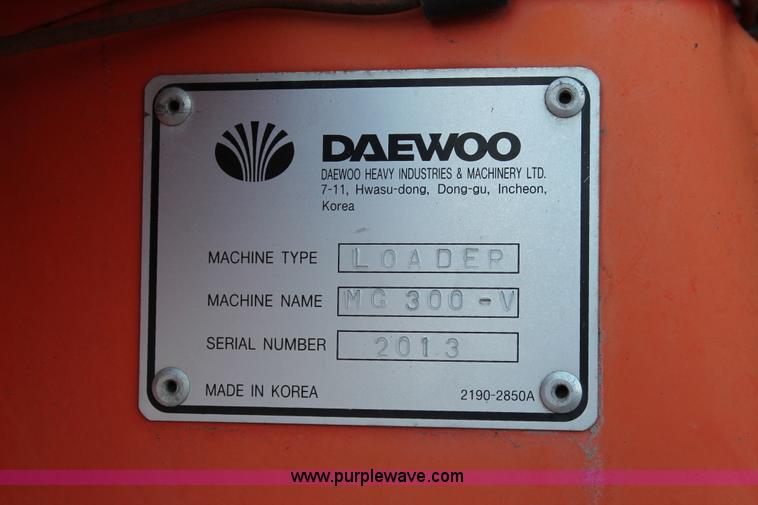 DAEWOO
DAEWOO HEAVY INDUSTRIES & MACHINERY LTD.
7-11, Hwasu-dong, Dong-gu, Incheon,
Korea
MACHINE TYPE LOADER
MACHINE NAME MG 300-V
SERIAL NUMBER 2013
MADE IN KOREA 2190-2850A
www.purplewave.com